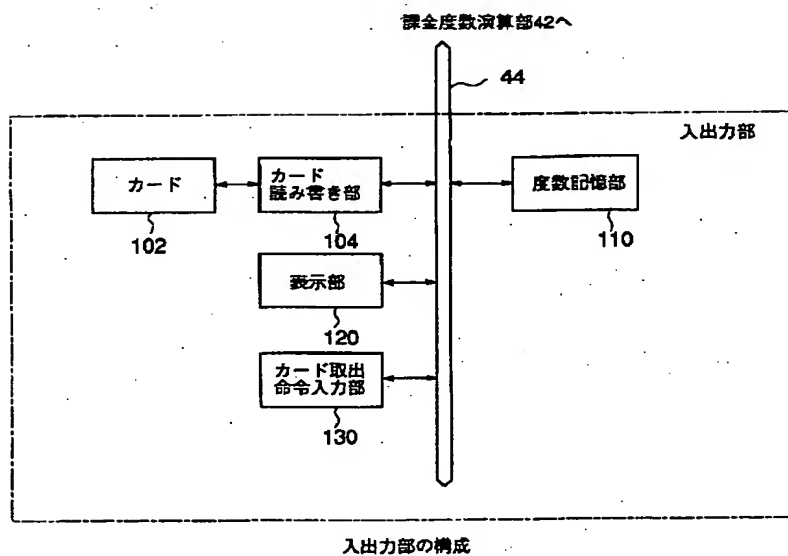 課金度数演算部42へ
44
入出力部
カード
カード
読み書き部
度数記憶部
102
104
110
表示部
120
カード取出
命令入力部
130
入出力部の構成